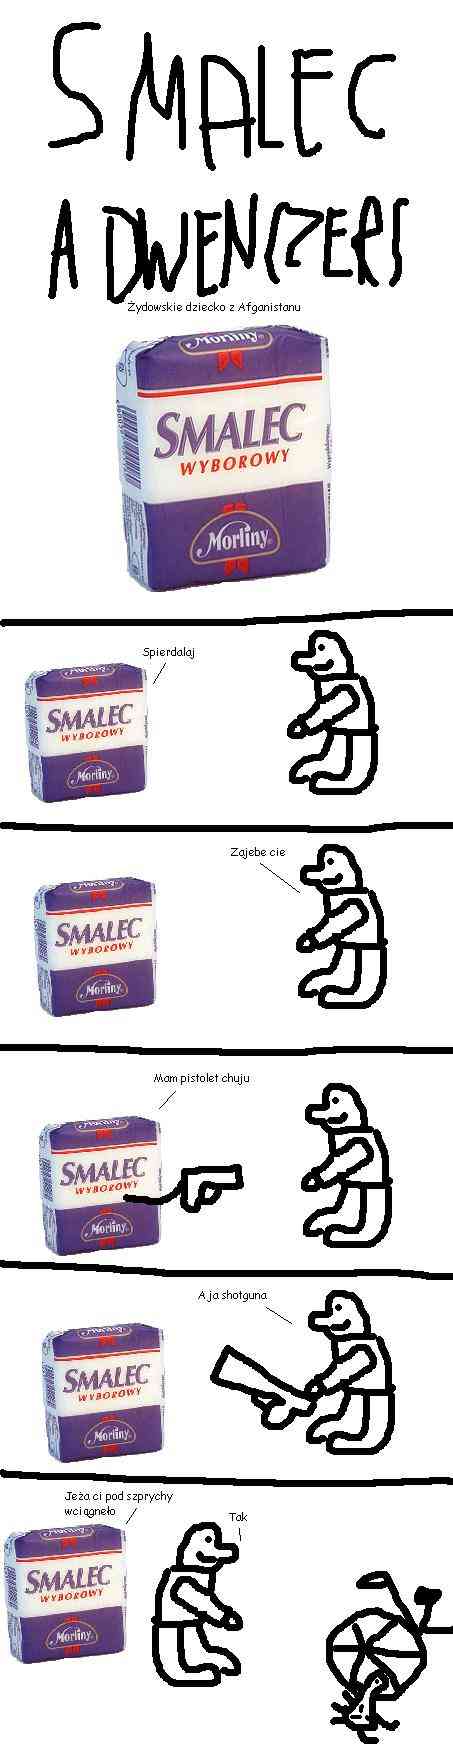 SMALEC
ADWENCZERS
Żydowskie dziecko z Afganistanu
Morliny
SMALEC
WYBOROWY
Morliny
Spierdalaj
SMALEC
WYBOROWY
Morliny
Zajebe cie
SMALEC
WYBOROWY
Morliny
Mam pistolet chuju
SMALEC
WYBOROWY
Morliny
A ja shotguna
SMALEC
WYBOROWY
Morliny
Jeża ci pod szprychy
wciągneło
Tak
SMALEC
WYBOROWY
Morliny